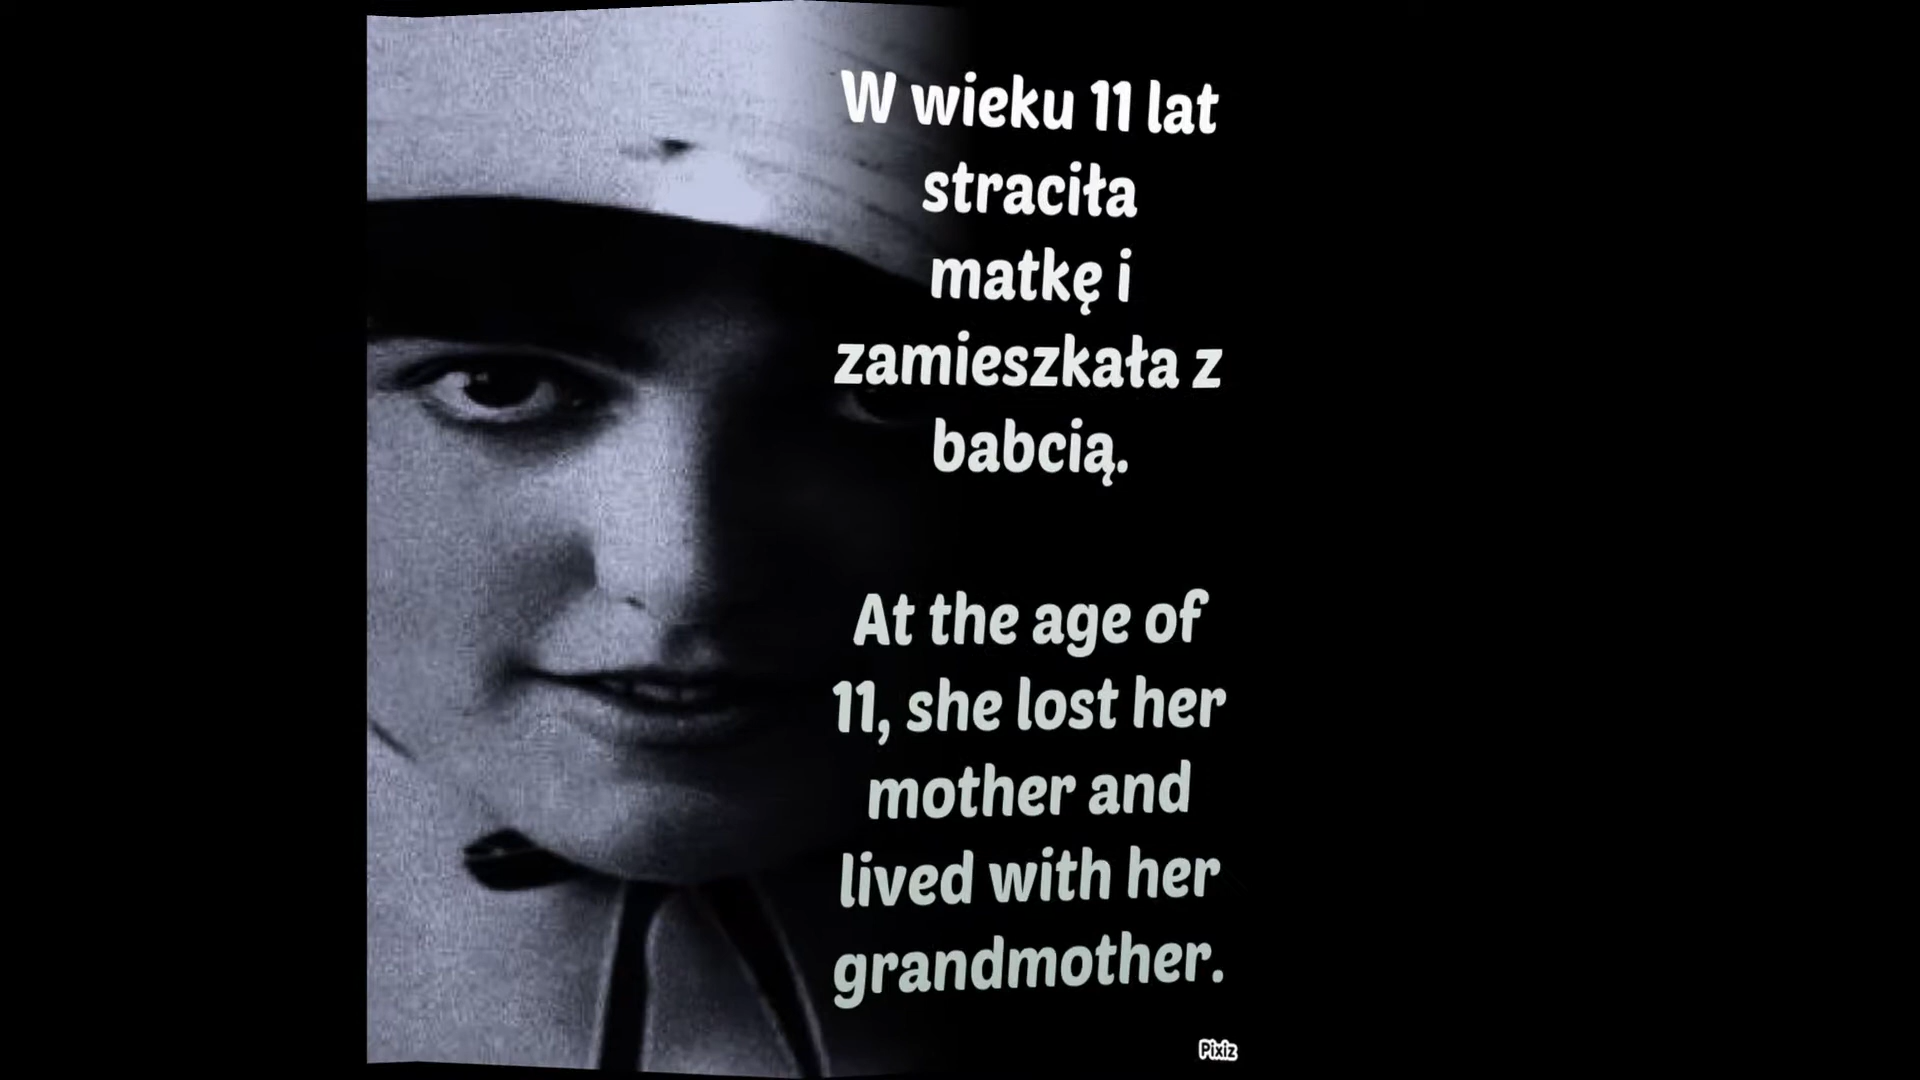 W wieku 11 lat
straciła
matkę i
zamieszkała z
babcią.
At the age of
11, she lost her
mother and
lived with her
grandmother.
Pixiz